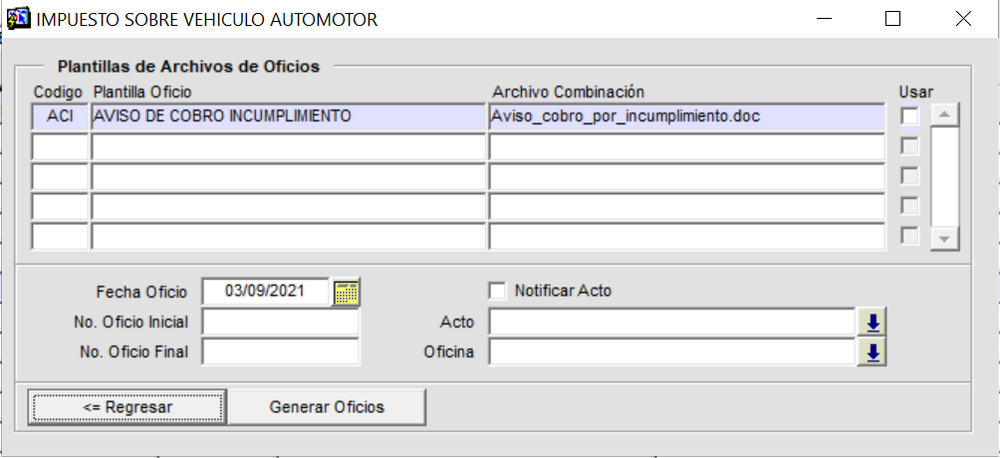 IMPUESTO SOBRE VEHICULO AUTOMOTOR
Plantillas de Archivos de Oficios
Codigo Plantilla Oficio Archivo Combinación Usar
ACI AVISO DE COBRO INCUMPLIMIENTO Aviso_cobro_por_incumplimiento.doc
Fecha Oficio 03/09/2021 Notificar Acto
No. Oficio Inicial Acto
No. Oficio Final Oficina
<= Regresar Generar Oficios